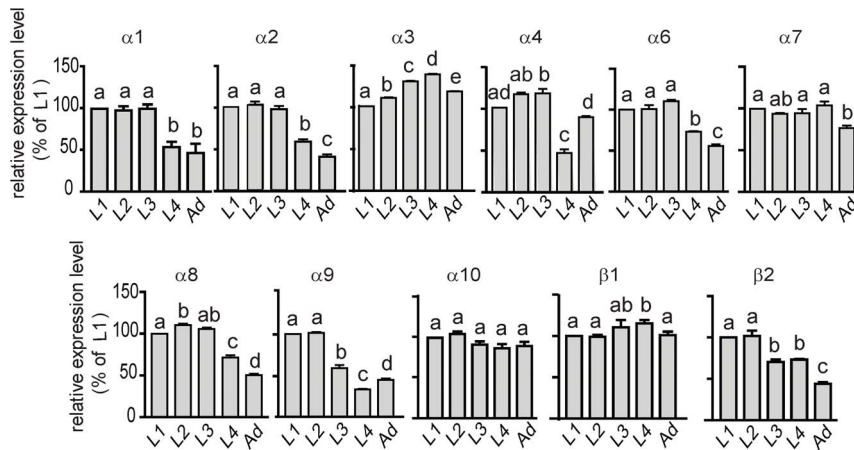 α1 α2 α3 α4 α6 α7
relative expression level
(% of L1)
150
100
50
0
a a a b b
a a a b c
a b c d e
ad ab b c d
a a a b c
a ab a a b
L1 L2 L3 L4 Ad
L1 L2 L3 L4 Ad
L1 L2 L3 L4 Ad
L1 L2 L3 L4 Ad
L1 L2 L3 L4 Ad
L1 L2 L3 L4 Ad
α8 α9 α10 β1 β2
relative expression level
(% of L1)
150
100
50
0
a b ab c d
a a b c d
a a a a a
a a ab b a
a a b b c
L1 L2 L3 L4 Ad
L1 L2 L3 L4 Ad
L1 L2 L3 L4 Ad
L1 L2 L3 L4 Ad
L1 L2 L3 L4 Ad